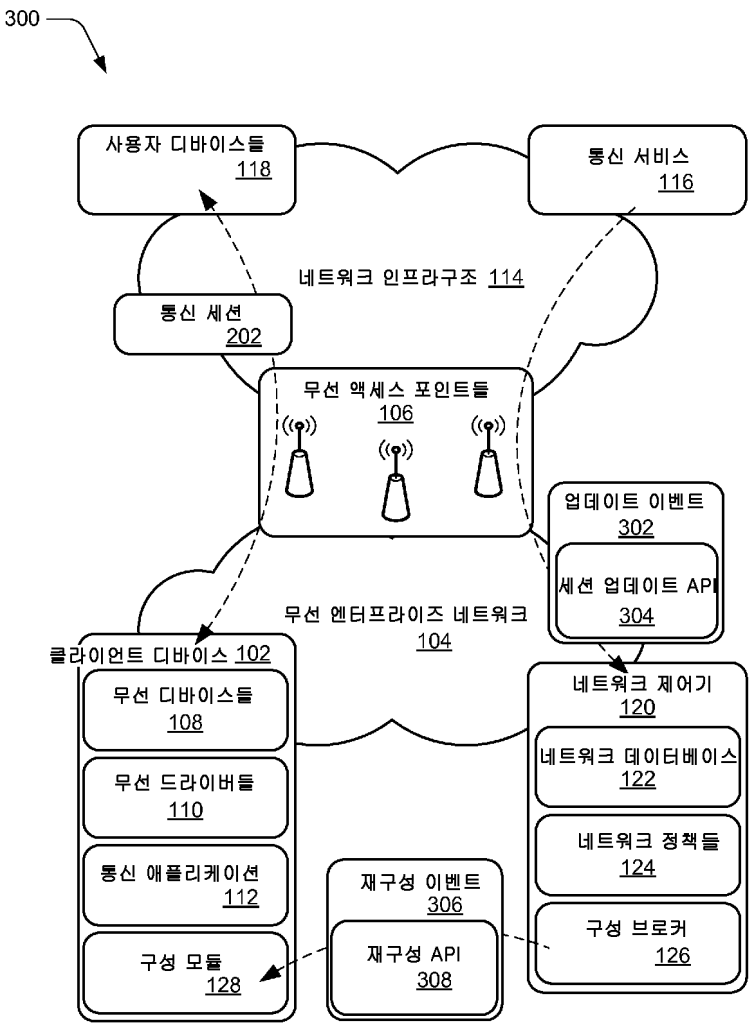 300
사용자 디바이스들
118
통신 서비스
116
네트워크 인프라구조 114
통신 세션
202
무선 액세스 포인트들
106
업데이트 이벤트
302
세션 업데이트 API
304
무선 엔터프라이즈 네트워크
104
클라이언트 디바이스 102
무선 디바이스들
108
무선 드라이버들
110
통신 애플리케이션
112
구성 모듈
128
재구성 이벤트
306
재구성 API
308
네트워크 제어기
120
네트워크 데이터베이스
122
네트워크 정책들
124
구성 브로커
126